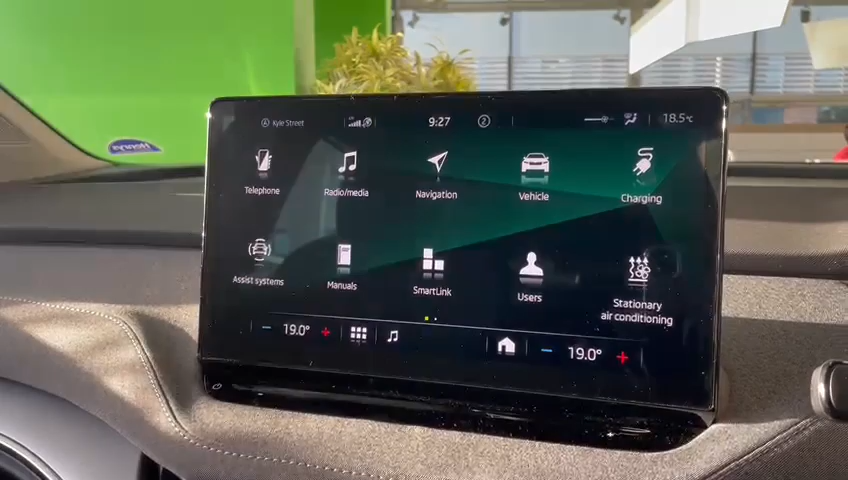 Kyle Street
9:27
2
18.5°C
Telephone
Radio/media
Navigation
Vehicle
Charging
Assist systems
Manuals
SmartLink
Users
Stationary
air conditioning
19.0°
19.0°